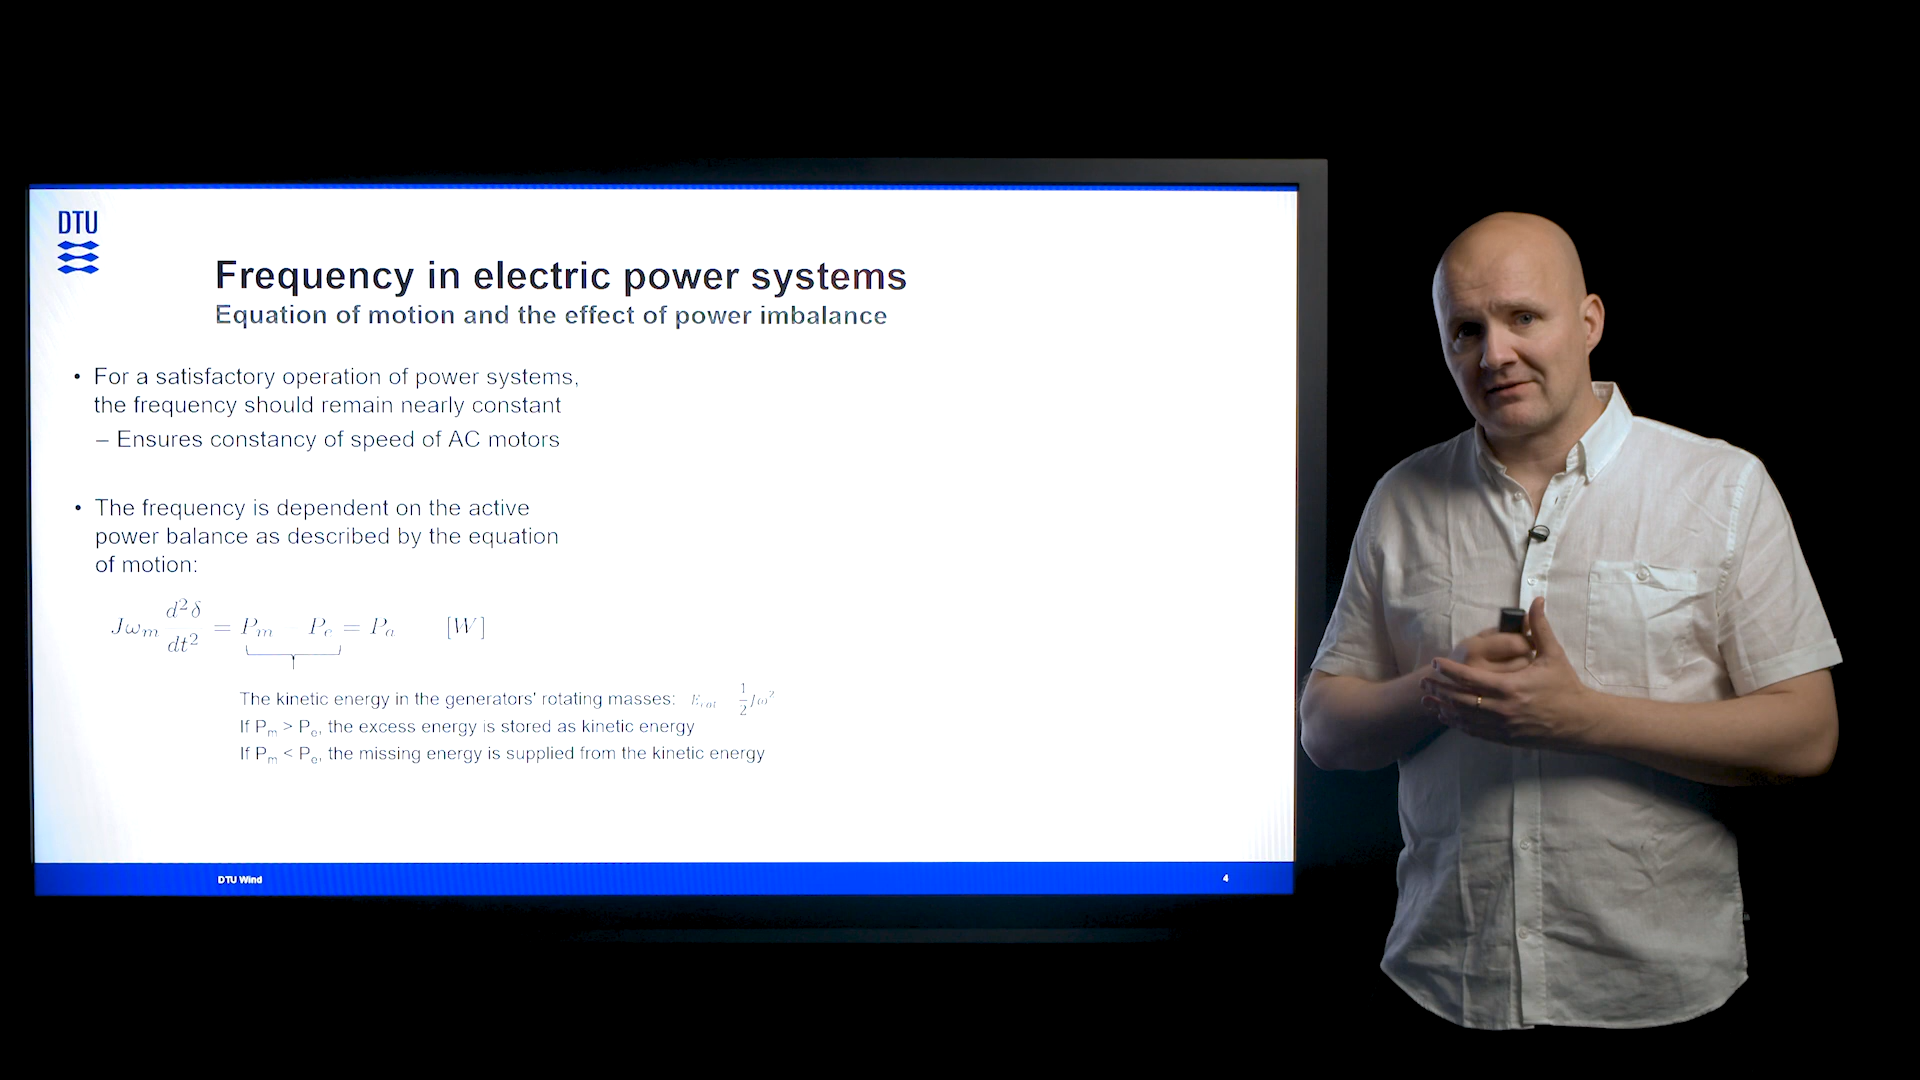 DTU
Frequency in electric power systems
Equation of motion and the effect of power imbalance
• For a satisfactory operation of power systems,
the frequency should remain nearly constant
– Ensures constancy of speed of AC motors
• The frequency is dependent on the active
power balance as described by the equation
of motion:
Jω_m d²δ/dt² = P_m − P_e = P_a [W]
The kinetic energy in the generators' rotating masses: E_rot = 1/2 Jω²
If P_m > P_e, the excess energy is stored as kinetic energy
If P_m < P_e, the missing energy is supplied from the kinetic energy
DTU Wind
4